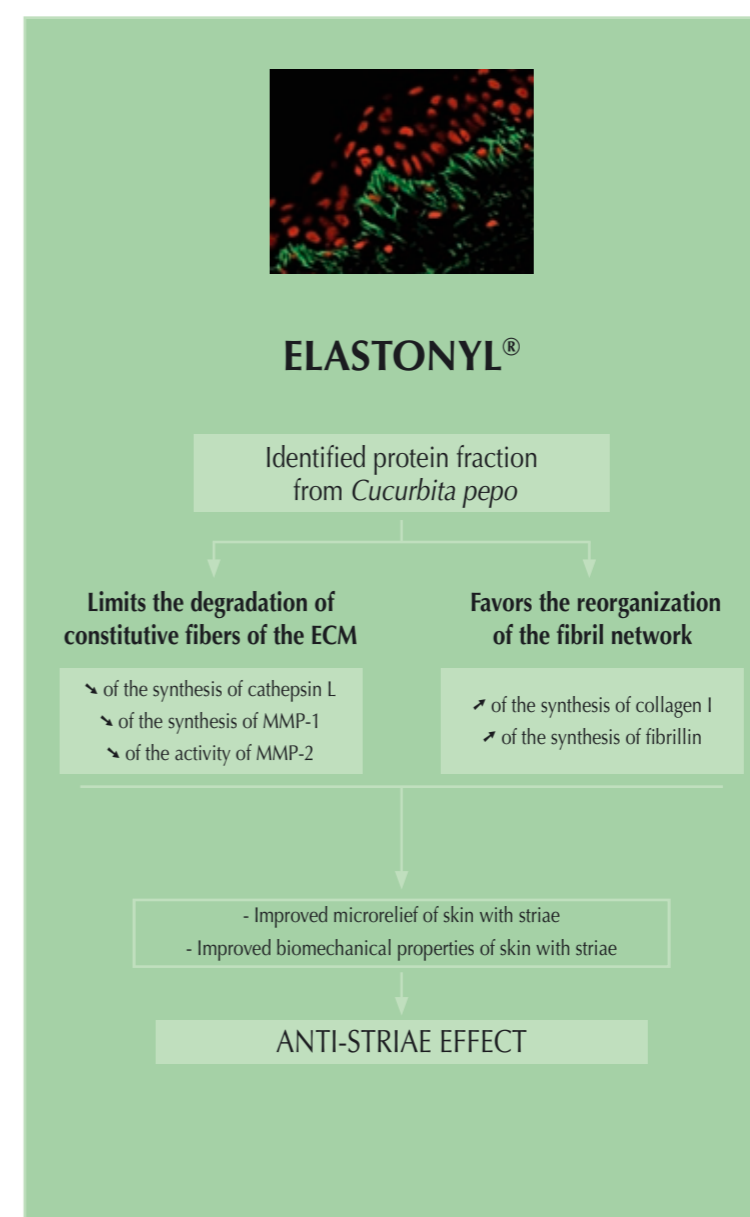 ELASTONYL®
Identified protein fraction
from Cucurbita pepo
Limits the degradation of
constitutive fibers of the ECM
➘ of the synthesis of cathepsin L
➘ of the synthesis of MMP-1
➘ of the activity of MMP-2
Favors the reorganization
of the fibril network
➚ of the synthesis of collagen I
➚ of the synthesis of fibrillin
- Improved microrelief of skin with striae
- Improved biomechanical properties of skin with striae
ANTI-STRIAE EFFECT